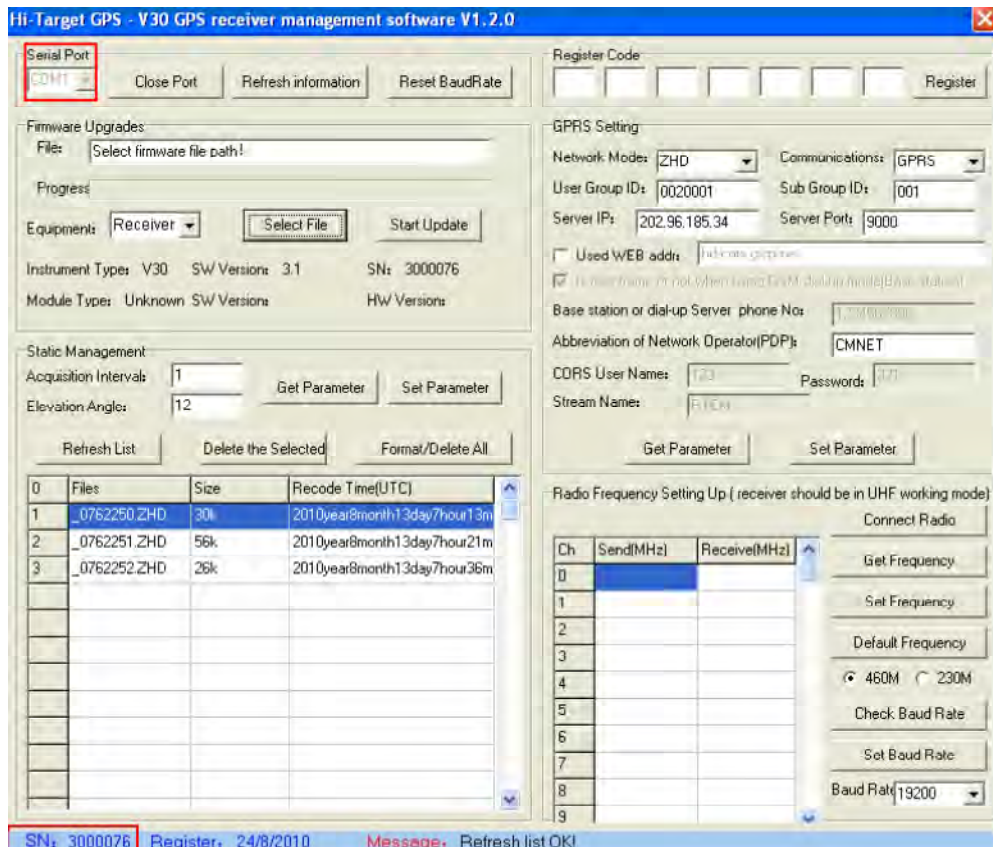 Hi-Target GPS - V30 GPS receiver management software V1.2.0
Serial Port
COM1
Close Port
Refresh information
Reset BaudRate
Firmware Upgrades
File: Select firmware file path!
Progress
Equipment: Receiver
Select File
Start Update
Instrument Type: V30 SW Version: 3.1 SN: 3000076
Module Type: Unknown SW Version: HW Version:
Static Management
Acquisition Interval: 1
Get Parameter
Set Parameter
Elevation Angle: 12
Refresh List
Delete the Selected
Format/Delete All
0 Files Size Recode Time(UTC)
1 _0762250.ZHD 30k 2010year8month13day7hour13m
2 _0762251.ZHD 56k 2010year8month13day7hour21m
3 _0762252.ZHD 26k 2010year8month13day7hour36m
Register Code
Register
GPRS Setting
Network Mode: ZHD Communications: GPRS
User Group ID: 0020001 Sub Group ID: 001
Server IP: 202.96.185.34 Server Port: 9000
Used WEB addr:
Base station or dial-up Server phone No:
Abbreviation of Network Operator(PDP): CMNET
CORS User Name: 123 Password: 321
Stream Name:
Get Parameter
Set Parameter
Radio Frequency Setting Up ( receiver should be in UHF working mode)
Ch Send(MHz) Receive(MHz)
0
1
2
3
4
5
6
7
8
9
Connect Radio
Get Frequency
Set Frequency
Default Frequency
460M 230M
Check Baud Rate
Set Baud Rate
Baud Rate 19200
SN: 3000076 Register: 24/8/2010 Message: Refresh list OK!